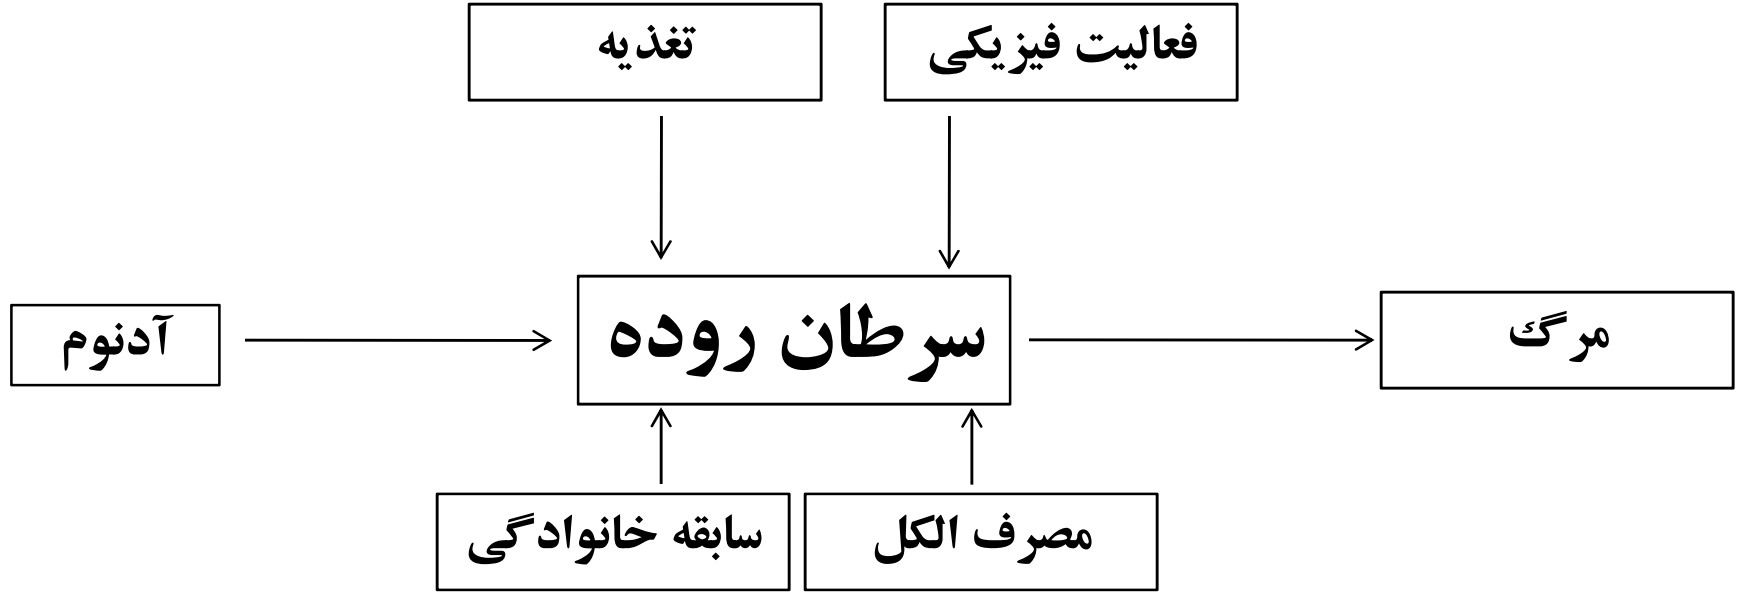 فعالیت فیزیکی
تغذیه
مرگ
سرطان روده
آدنوم
مصرف الکل
سابقه خانوادگی